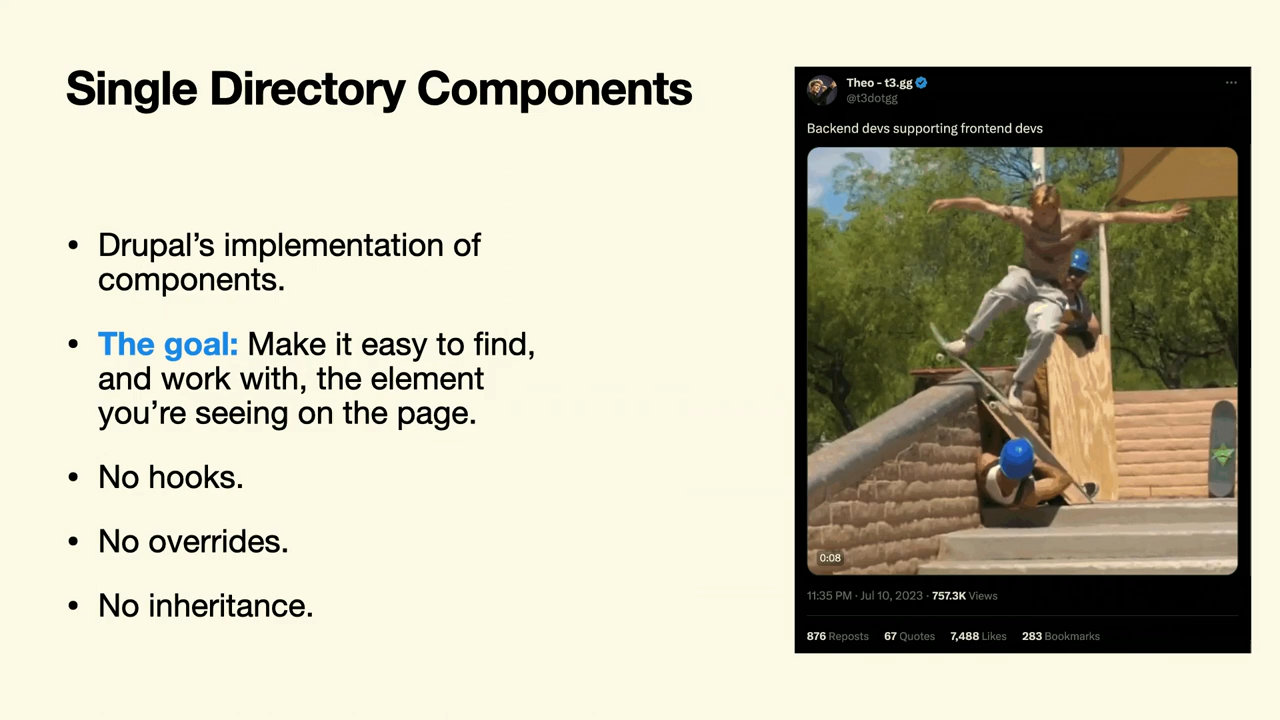 Single Directory Components
• Drupal’s implementation of
components.
• The goal: Make it easy to find,
and work with, the element
you’re seeing on the page.
• No hooks.
• No overrides.
• No inheritance.
Theo - t3.gg
@t3dotgg
Backend devs supporting frontend devs
0:08
11:35 PM · Jul 10, 2023 · 757.3K Views
876 Reposts 67 Quotes 7,488 Likes 283 Bookmarks